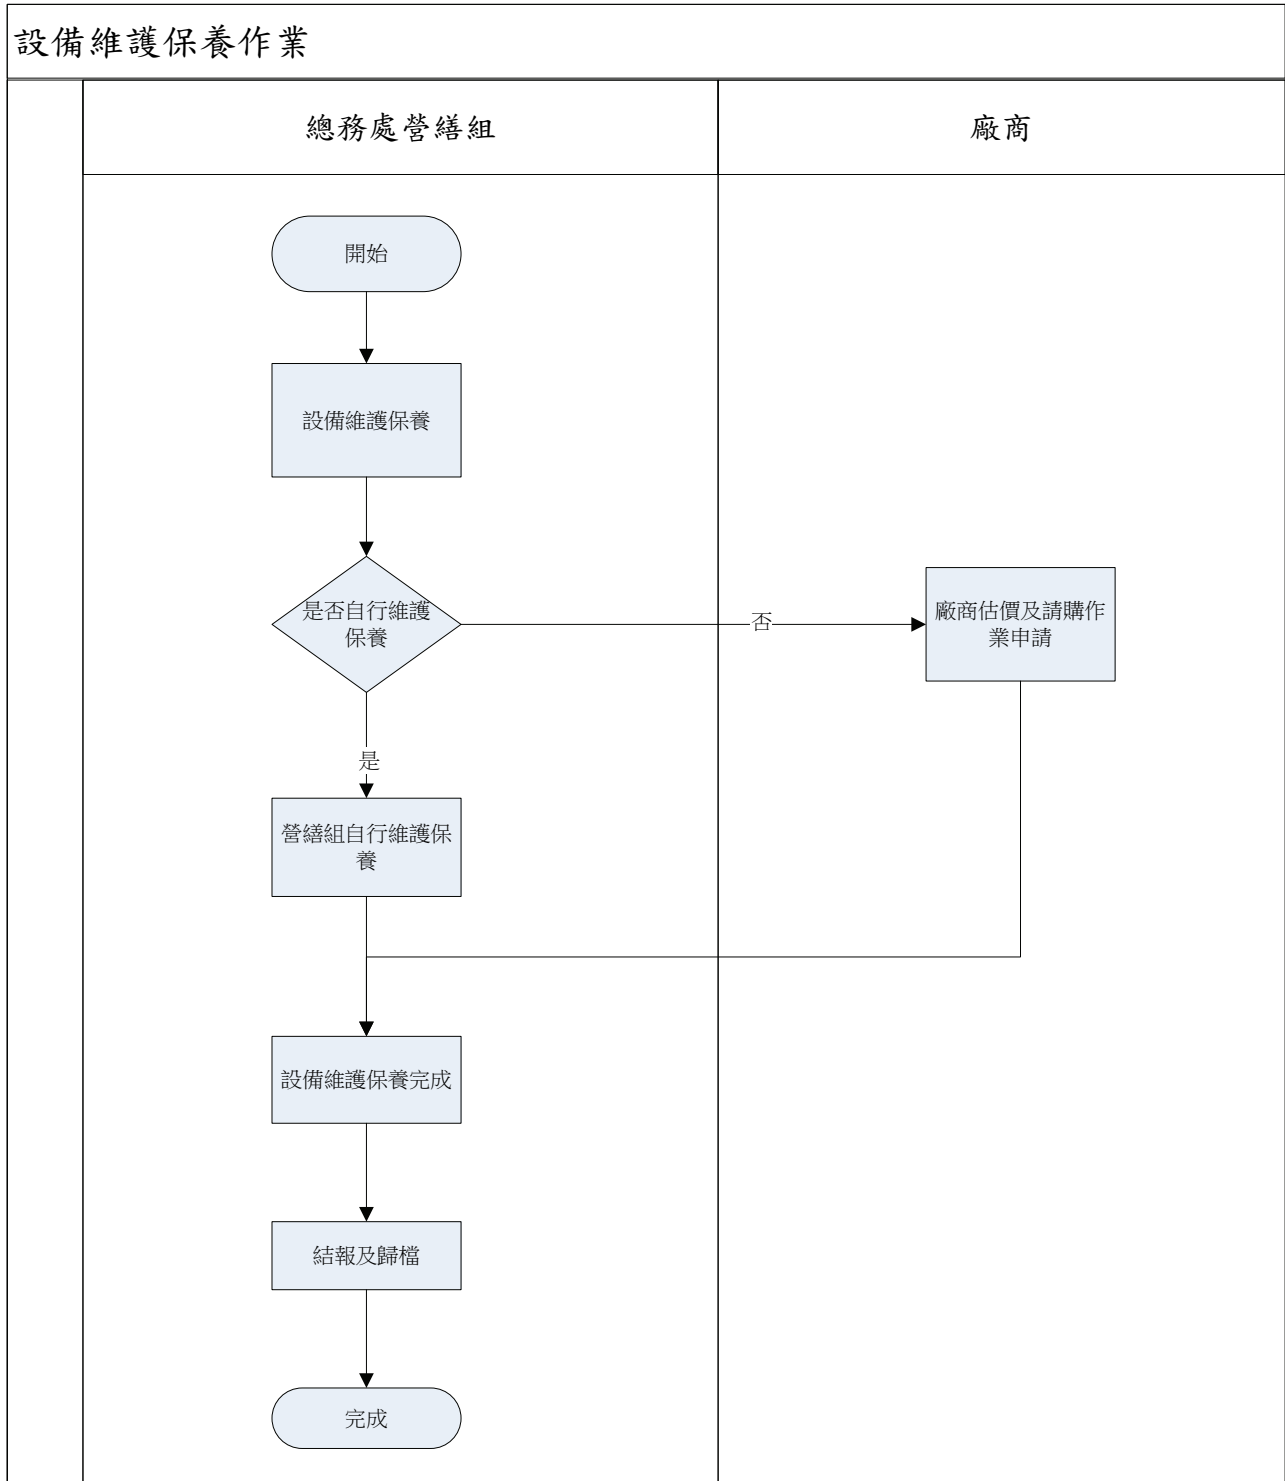 設備維護保養作業
總務處營繕組
廠商
開始
設備維護保養
是否自行維護
保養
否
廠商估價及請購作
業申請
是
營繕組自行維護保
養
設備維護保養完成
結報及歸檔
完成